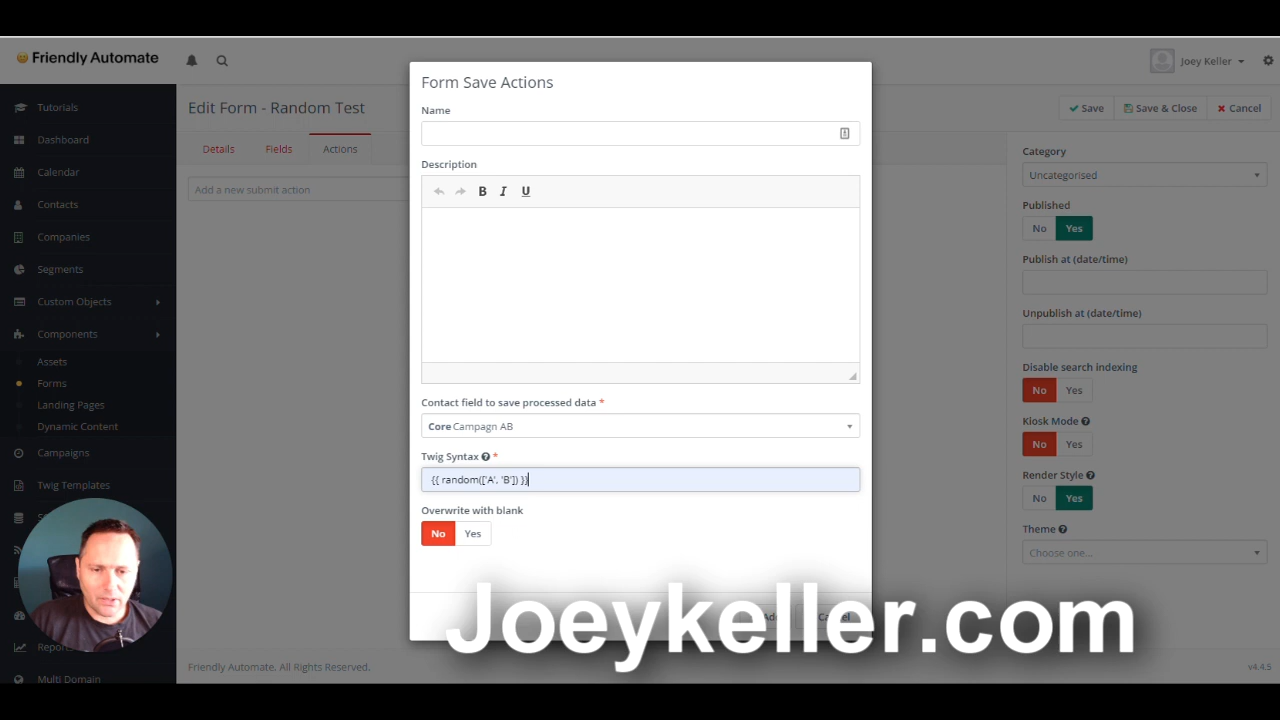 Friendly Automate
Joey Keller
Tutorials
Dashboard
Calendar
Contacts
Companies
Segments
Custom Objects
Components
Assets
Forms
Landing Pages
Dynamic Content
Campaigns
Twig Templates
Multi Domain
Edit Form - Random Test
Save
Save & Close
Cancel
Details
Fields
Actions
Add a new submit action
Form Save Actions
Name
Description
B I U
Contact field to save processed data *
Core Campagn AB
Twig Syntax *
{{ random(['A', 'B']) }}
Overwrite with blank
No Yes
Category
Uncategorised
Published
No Yes
Publish at (date/time)
Unpublish at (date/time)
Disable search indexing
No Yes
Kiosk Mode
No Yes
Render Style
No Yes
Theme
Choose one...
Joeykeller.com
Friendly Automate. All Rights Reserved.
v4.4.5